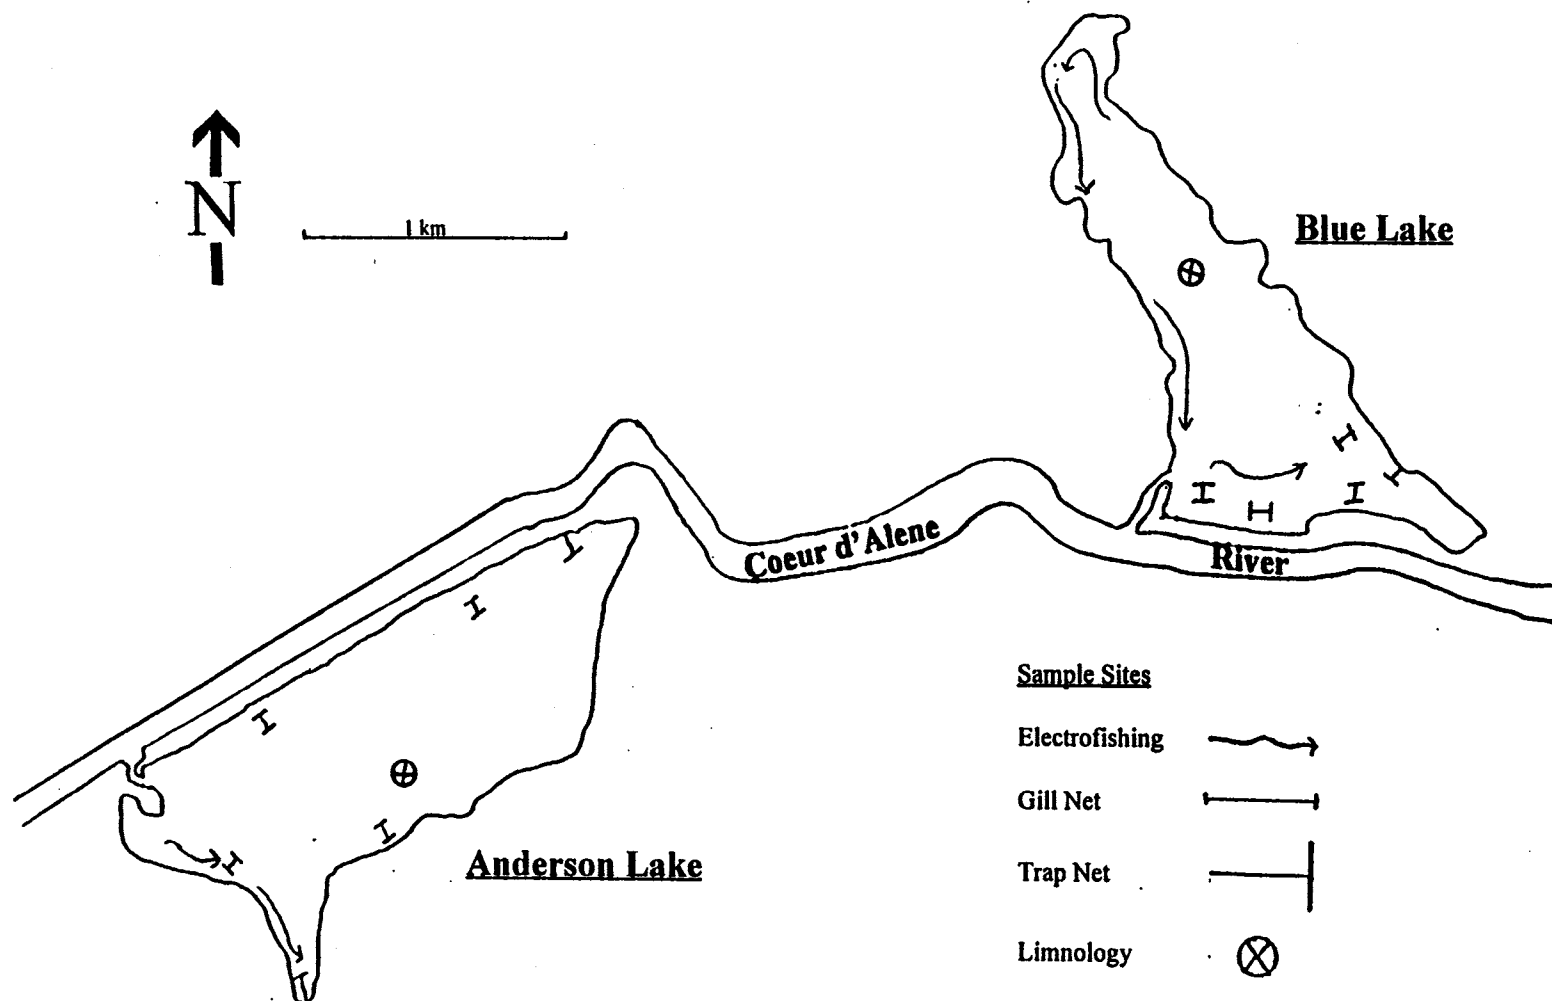 N
1 km
Blue Lake
Coeur d'Alene
River
Anderson Lake
Sample Sites
Electrofishing
Gill Net
Trap Net
Limnology